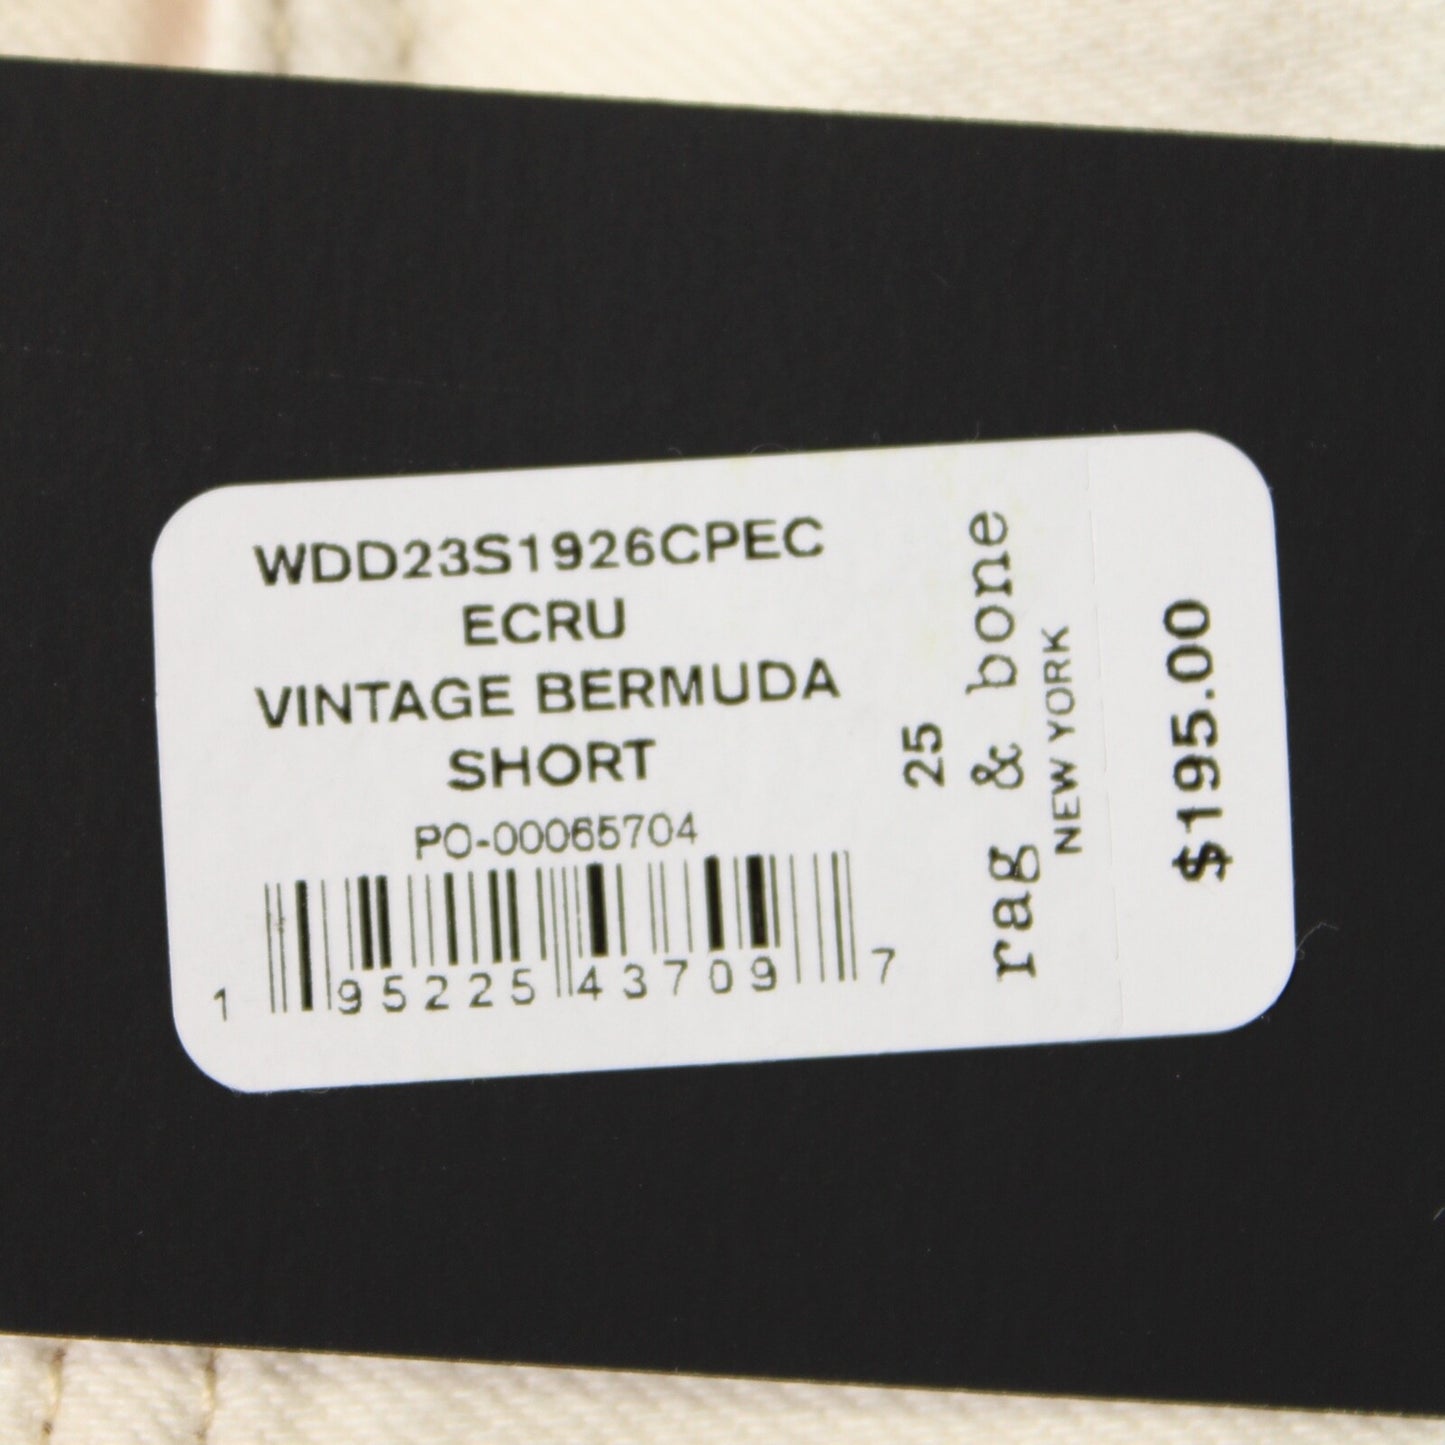 WDD23S1926CPEC
ECRU
VINTAGE BERMUDA
SHORT
PO-00065704
1 95225 43709 7
25
rag & bone
NEW YORK
$195.00